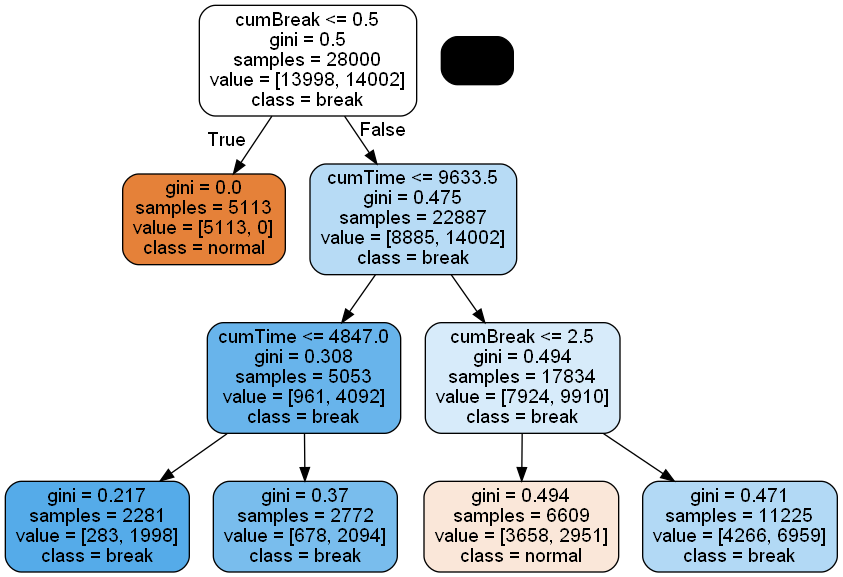 cumBreak <= 0.5
gini = 0.5
samples = 28000
value = [13998, 14002]
class = break
True
False
gini = 0.0
samples = 5113
value = [5113, 0]
class = normal
cumTime <= 9633.5
gini = 0.475
samples = 22887
value = [8885, 14002]
class = break
cumTime <= 4847.0
gini = 0.308
samples = 5053
value = [961, 4092]
class = break
cumBreak <= 2.5
gini = 0.494
samples = 17834
value = [7924, 9910]
class = break
gini = 0.217
samples = 2281
value = [283, 1998]
class = break
gini = 0.37
samples = 2772
value = [678, 2094]
class = break
gini = 0.494
samples = 6609
value = [3658, 2951]
class = normal
gini = 0.471
samples = 11225
value = [4266, 6959]
class = break